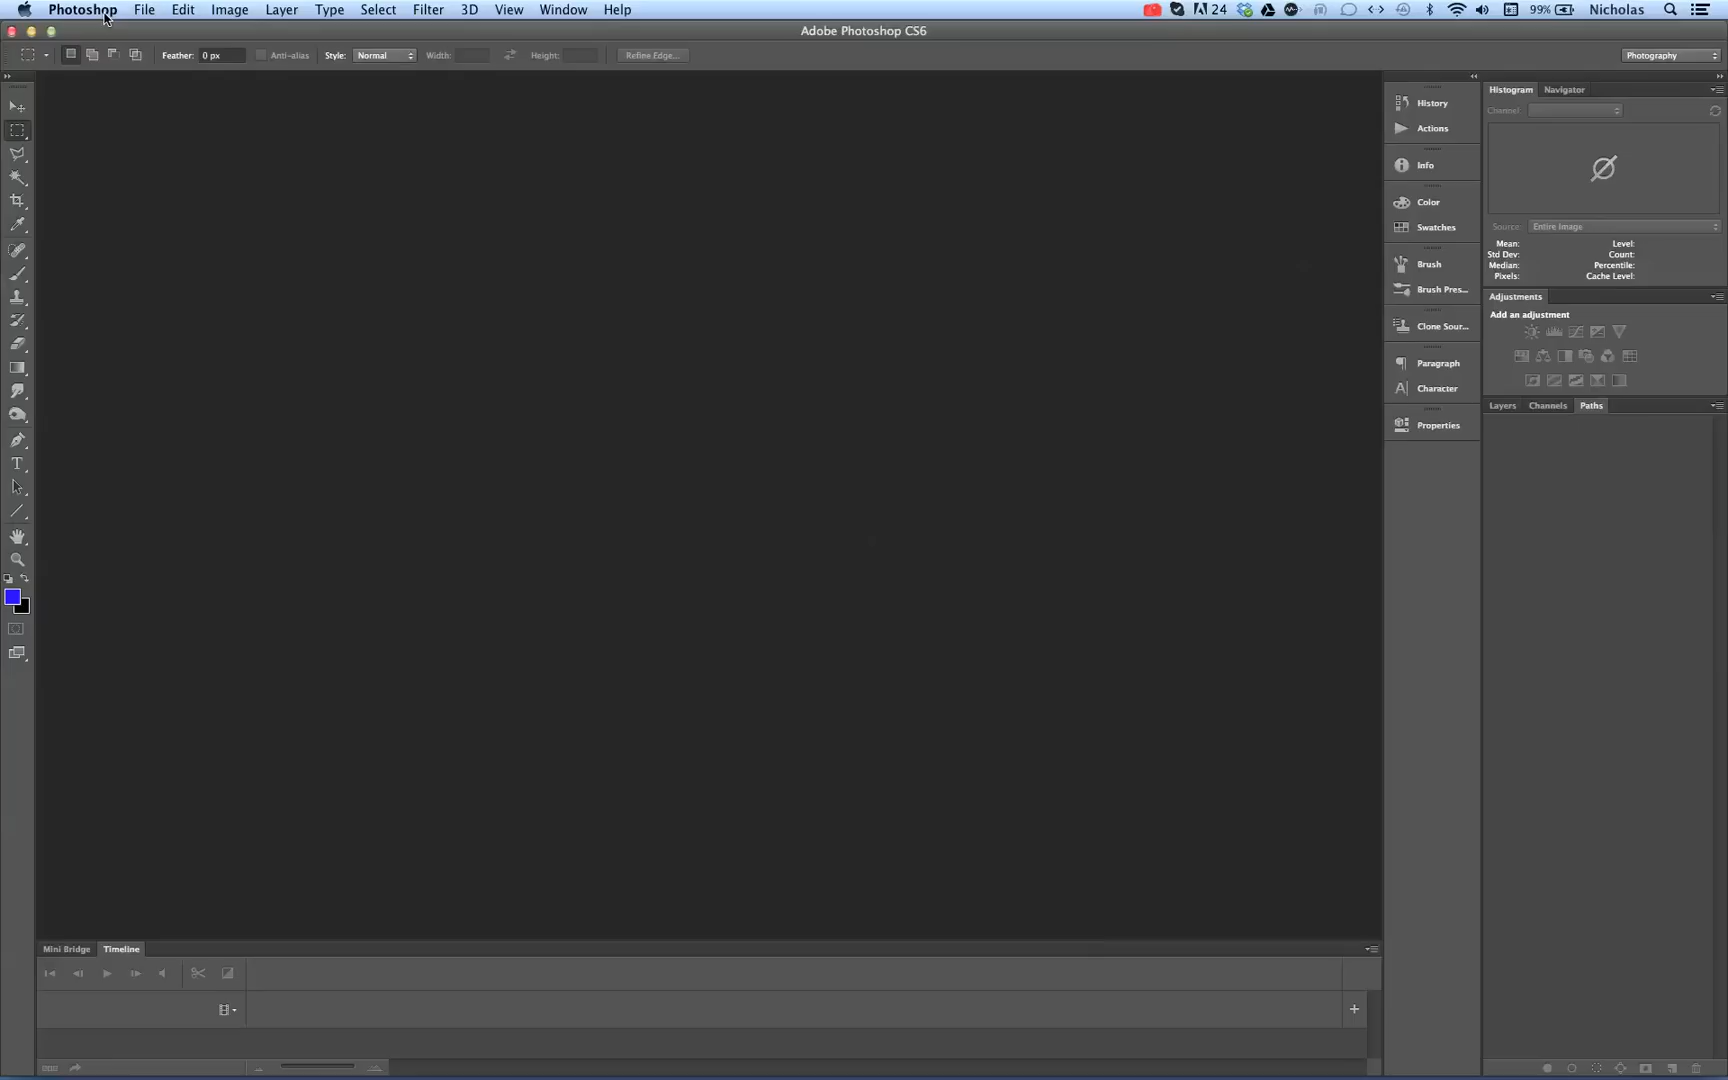 Photoshop File Edit Image Layer Type Select Filter 3D View Window Help 24 99% Nicholas
Adobe Photoshop CS6
Feather: 0 px Anti-alias Style: Normal Width: Height: Refine Edge... Photography
History
Actions
Info
Color
Swatches
Brush
Brush Pres...
Clone Sour...
Paragraph
Character
Properties
Histogram Navigator
Channel:
Source: Entire Image
Mean: Level:
Std Dev: Count:
Median: Percentile:
Pixels: Cache Level:
Adjustments
Add an adjustment
Layers Channels Paths
Mini Bridge Timeline